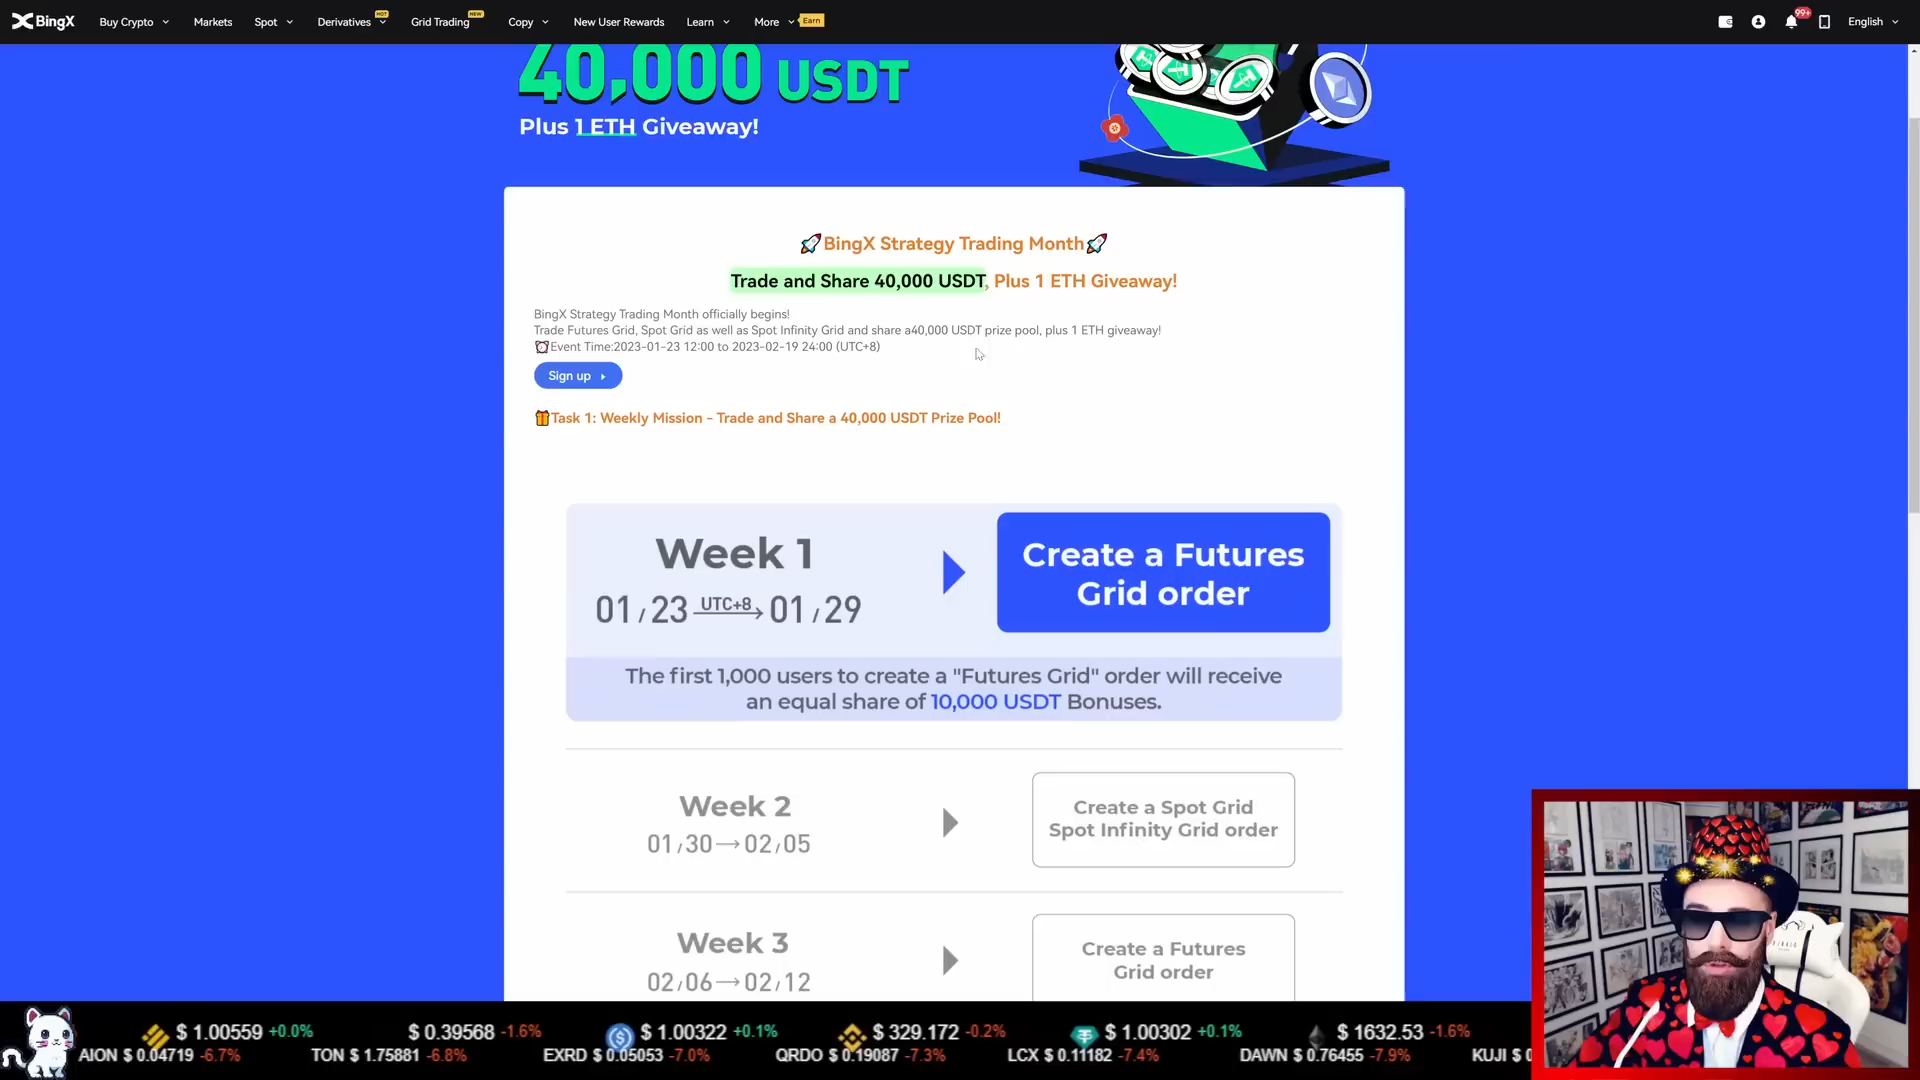 BingX
Buy Crypto
Markets
Spot
Derivatives
HOT
Grid Trading
NEW
Copy
New User Rewards
Learn
More
Earn
99+
English
40,000 USDT
Plus 1 ETH Giveaway!
🚀BingX Strategy Trading Month🚀
Trade and Share 40,000 USDT, Plus 1 ETH Giveaway!
BingX Strategy Trading Month officially begins!
Trade Futures Grid, Spot Grid as well as Spot Infinity Grid and share a40,000 USDT prize pool, plus 1 ETH giveaway!
⏰Event Time:2023-01-23 12:00 to 2023-02-19 24:00 (UTC+8)
Sign up
🎁Task 1: Weekly Mission - Trade and Share a 40,000 USDT Prize Pool!
Week 1
01/23 UTC+8 01/29
Create a Futures
Grid order
The first 1,000 users to create a "Futures Grid" order will receive
an equal share of 10,000 USDT Bonuses.
Week 2
01/30→02/05
Create a Spot Grid
Spot Infinity Grid order
Week 3
02/06→02/12
Create a Futures
Grid order
$ 1.00559 +0.0% $ 0.39568 -1.6% $ 1.00322 +0.1% $ 329.172 -0.2% $ 1.00302 +0.1% $ 1632.53 -1.6%
AION $ 0.04719 -6.7% TON $ 1.75881 -6.8% EXRD $ 0.05053 -7.0% QRDO $ 0.19087 -7.3% LCX $ 0.11182 -7.4% DAWN $ 0.76455 -7.9% KUJI $ 0